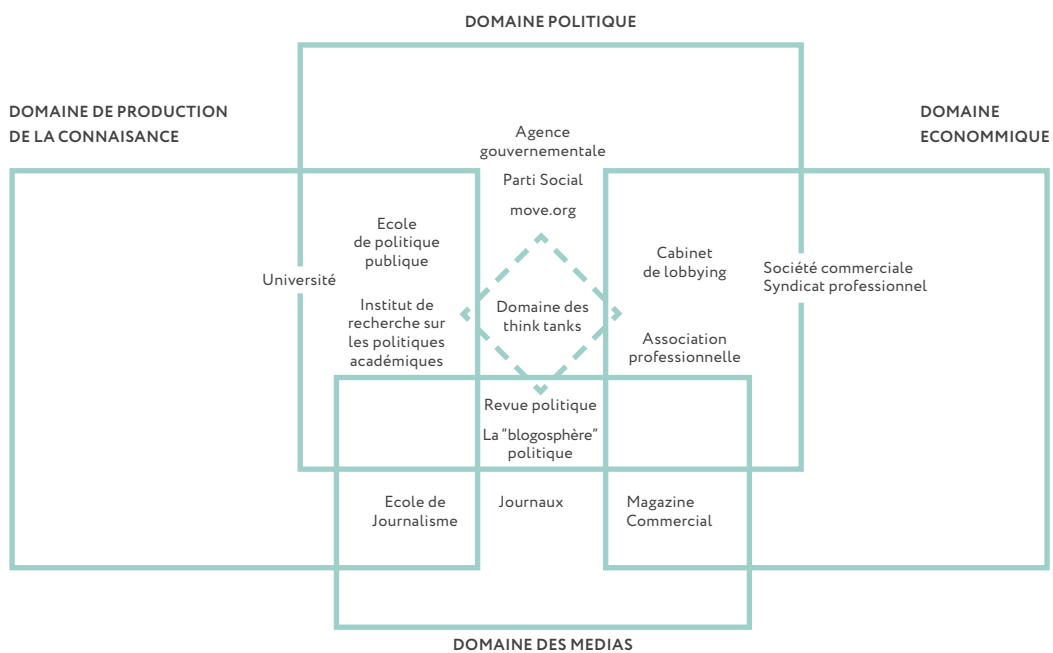 DOMAINE POLITIQUE
DOMAINE DE PRODUCTION
DE LA CONNAISANCE
DOMAINE
ECONOMMIQUE
Agence
gouvernementale
Parti Social
move.org
Ecole
de politique
publique
Université
Institut de
recherche sur
les politiques
académiques
Domaine des
think tanks
Cabinet
de lobbying
Société commerciale
Syndicat professionnel
Association
professionnelle
Revue politique
La "blogosphère"
politique
Ecole de
Journalisme
Journaux
Magazine
Commercial
DOMAINE DES MEDIAS